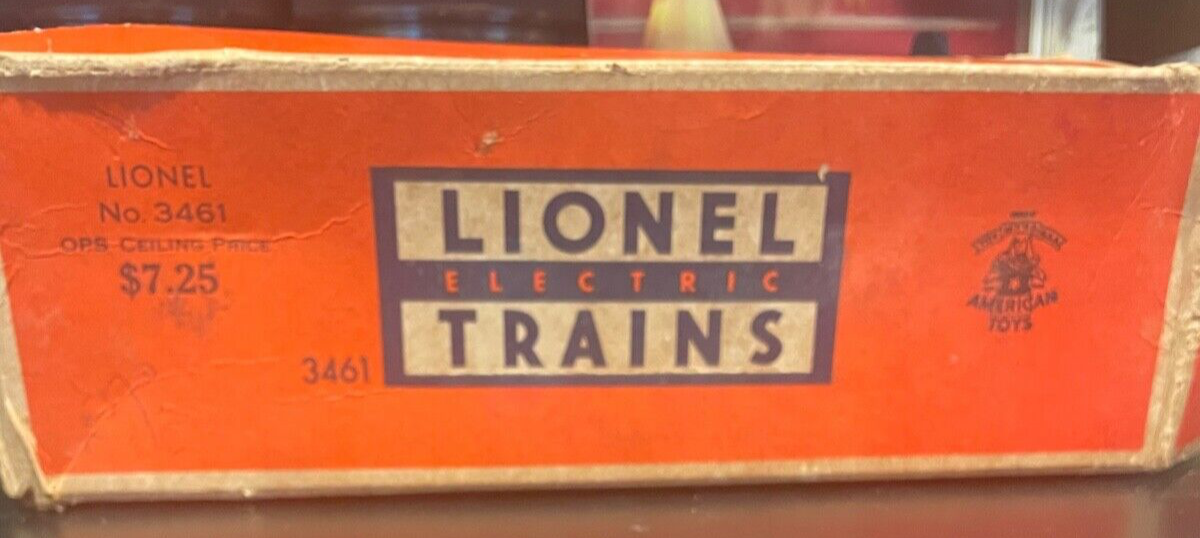 LIONEL
No. 3461
OPS CEILING PRICE
$7.25
3461
LIONEL
ELECTRIC
TRAINS
AMERICAN
TOYS